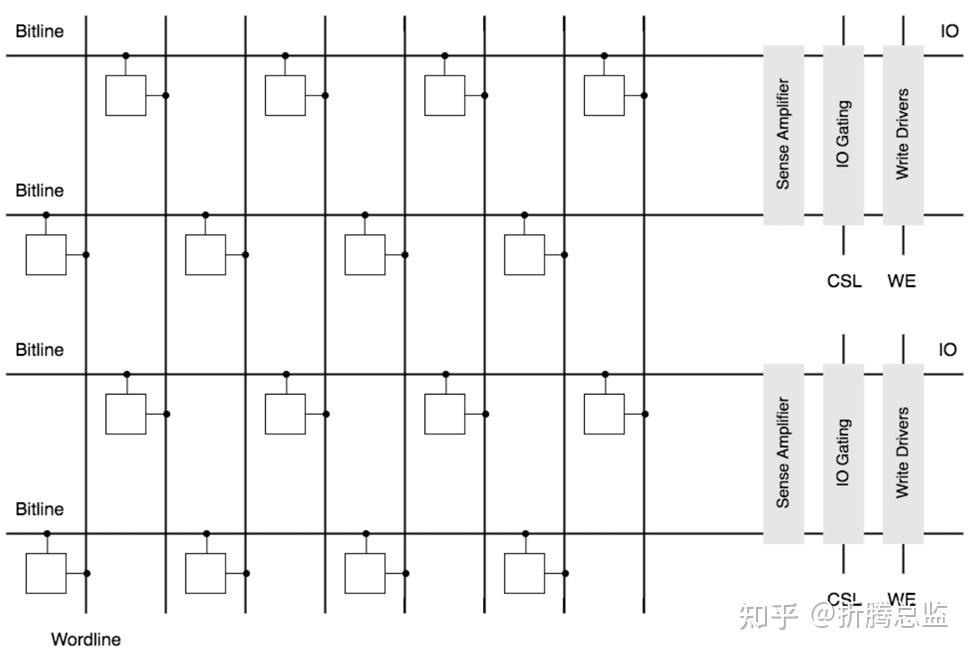 Bitline
IO
Sense Amplifier
IO Gating
Write Drivers
Bitline
CSL
WE
Bitline
IO
Sense Amplifier
IO Gating
Write Drivers
Bitline
CSL
WE
知乎 @折腾总监
Wordline